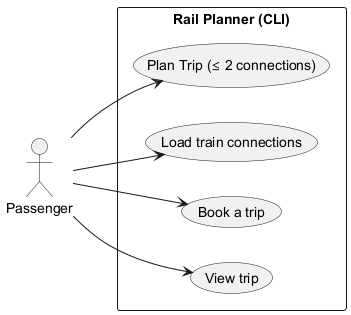 Rail Planner (CLI)
Plan Trip (≤ 2 connections)
Load train connections
Passenger
Book a trip
View trip